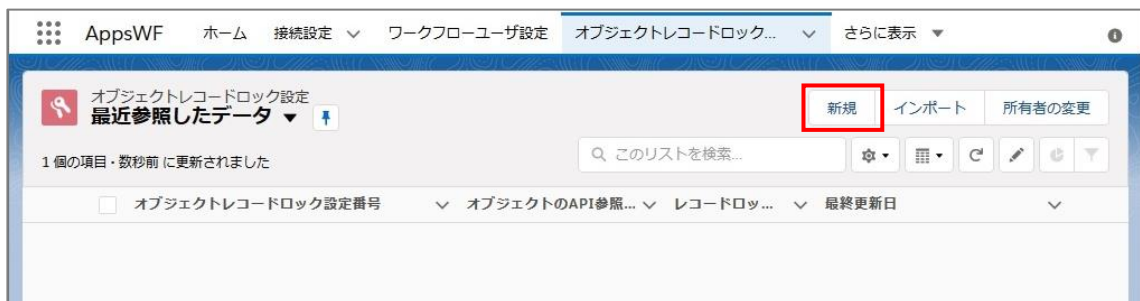 AppsWF ホーム 接続設定 ワークフローユーザ設定 オブジェクトレコードロック... さらに表示
オブジェクトレコードロック設定
最近参照したデータ
新規 インポート 所有者の変更
1 個の項目・数秒前 に更新されました
このリストを検索...
オブジェクトレコードロック設定番号 オブジェクトのAPI参照... レコードロッ... 最終更新日